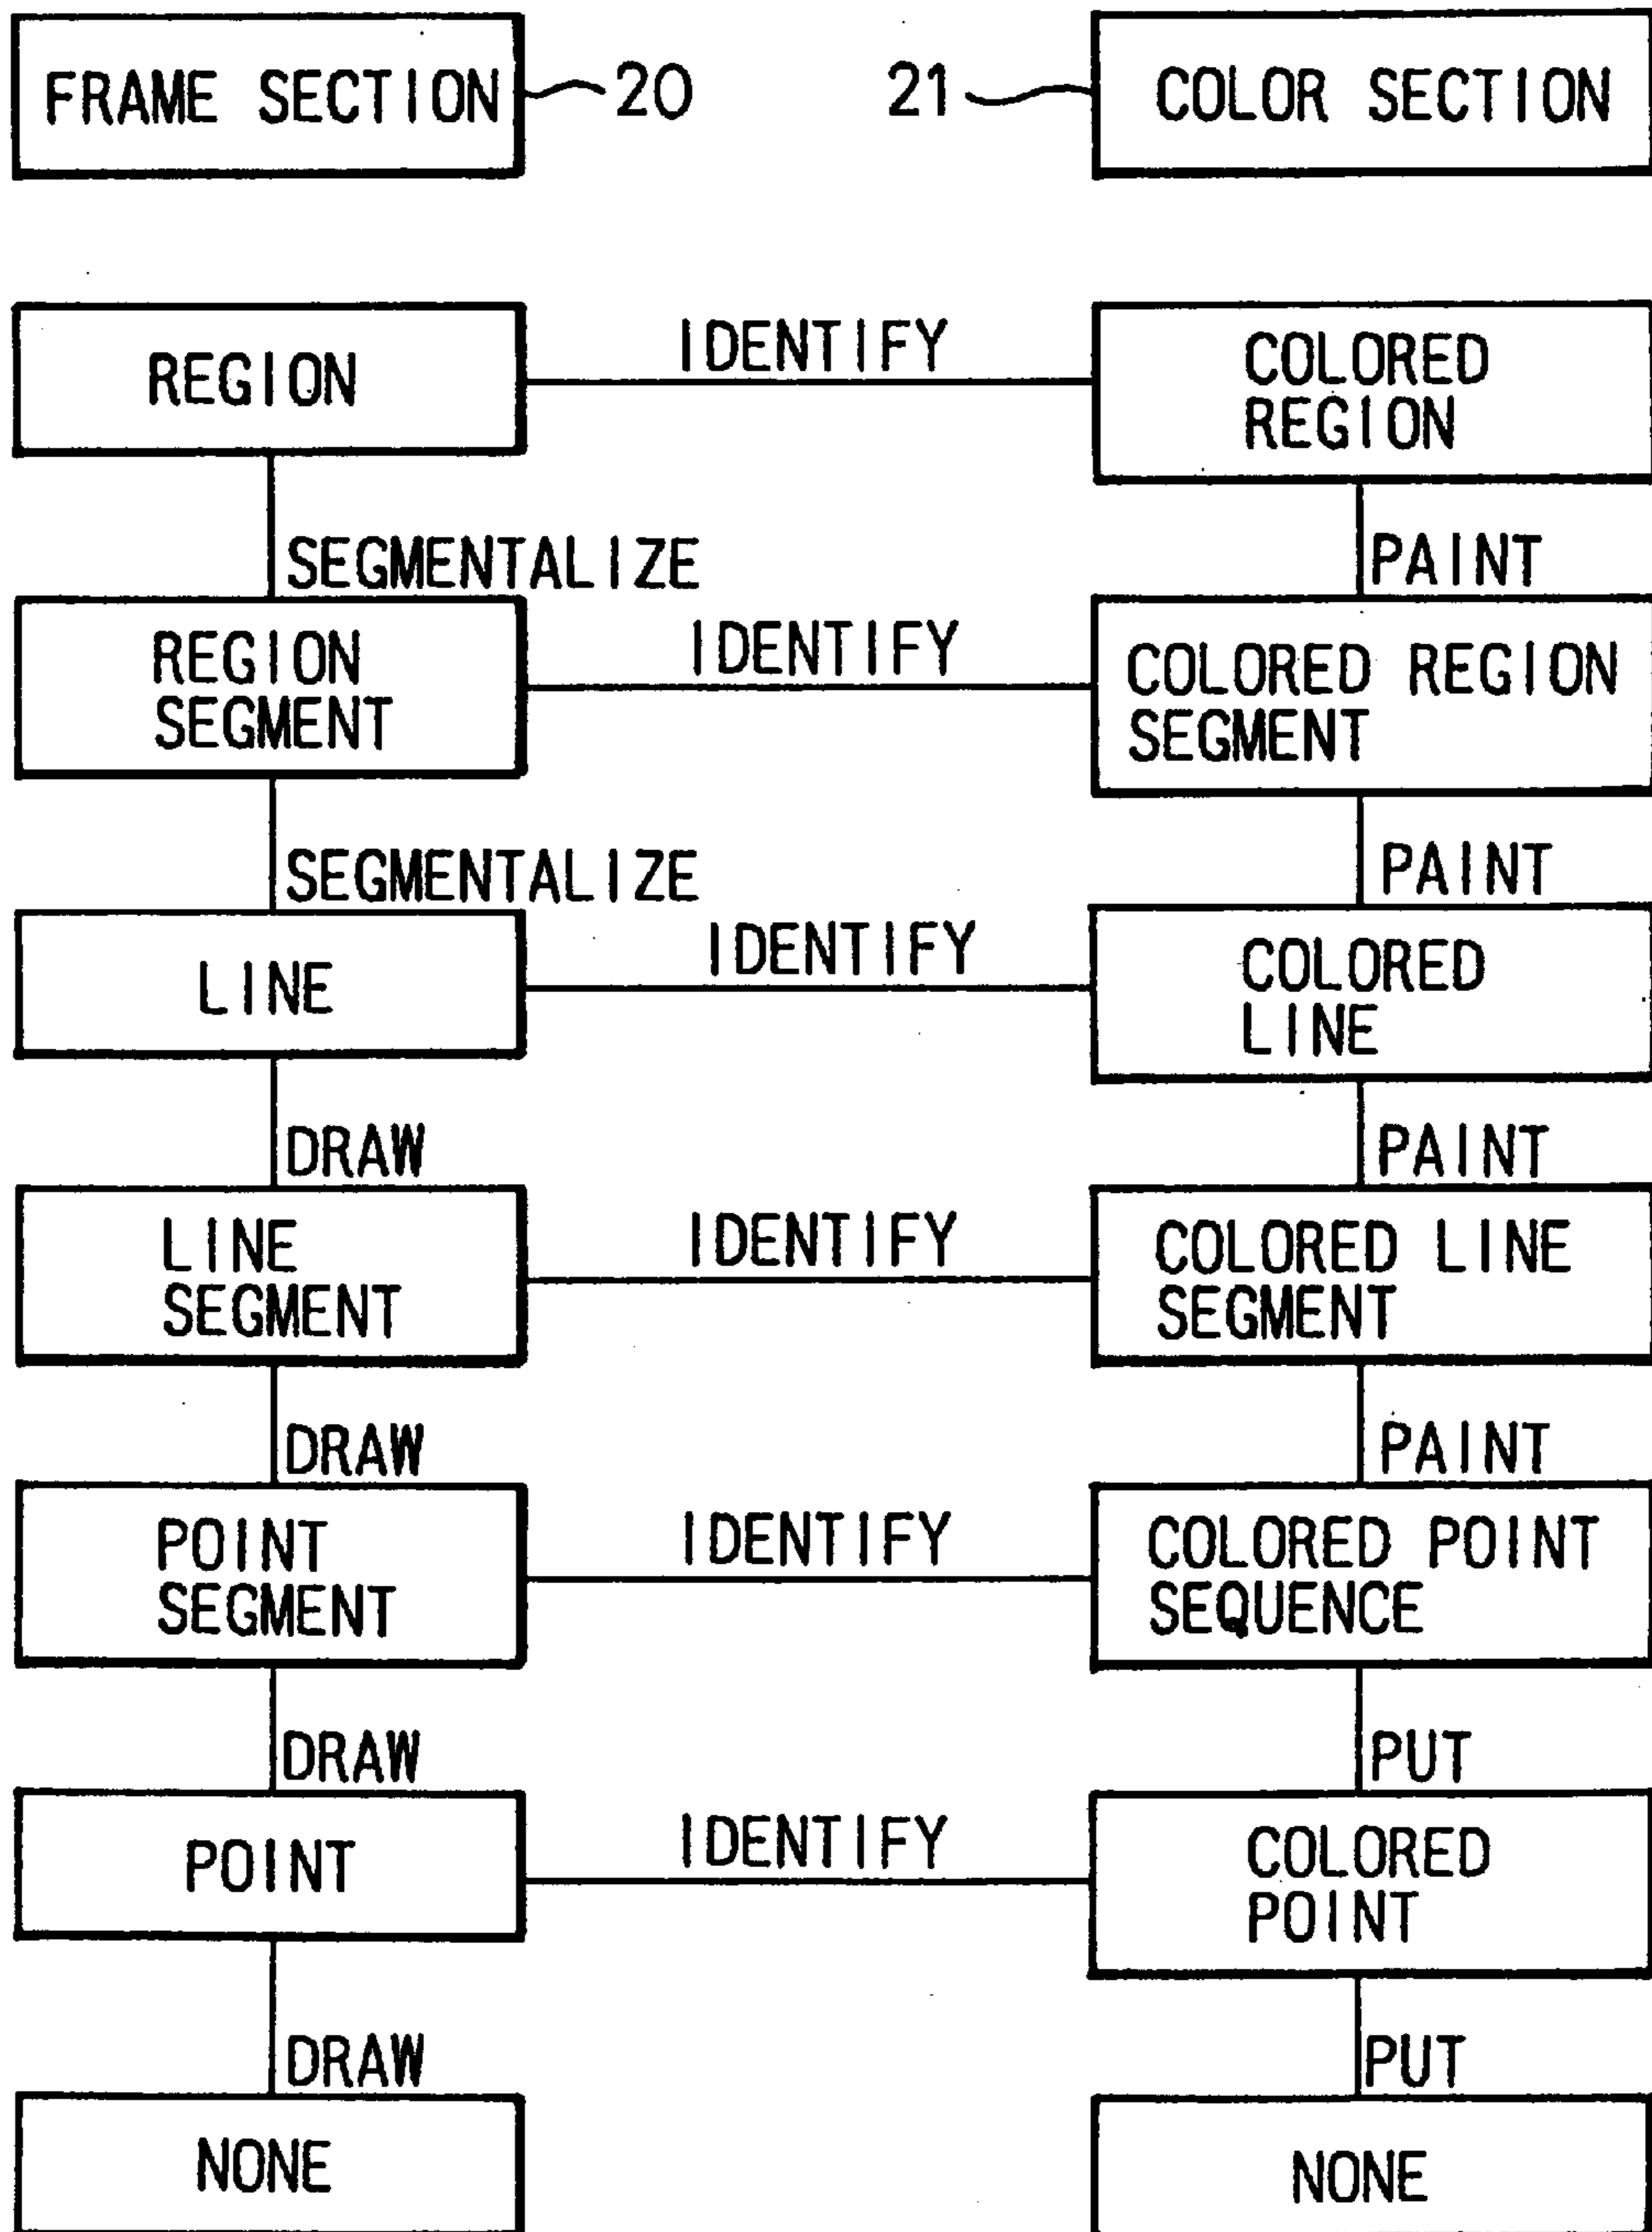 FRAME SECTION 20 21 COLOR SECTION
REGION
IDENTIFY
COLORED
REGION
SEGMENTALIZE
PAINT
REGION
SEGMENT
IDENTIFY
COLORED REGION
SEGMENT
SEGMENTALIZE
PAINT
LINE
IDENTIFY
COLORED
LINE
DRAW
PAINT
LINE
SEGMENT
IDENTIFY
COLORED LINE
SEGMENT
DRAW
PAINT
POINT
SEGMENT
IDENTIFY
COLORED POINT
SEQUENCE
DRAW
PUT
POINT
IDENTIFY
COLORED
POINT
DRAW
PUT
NONE
NONE